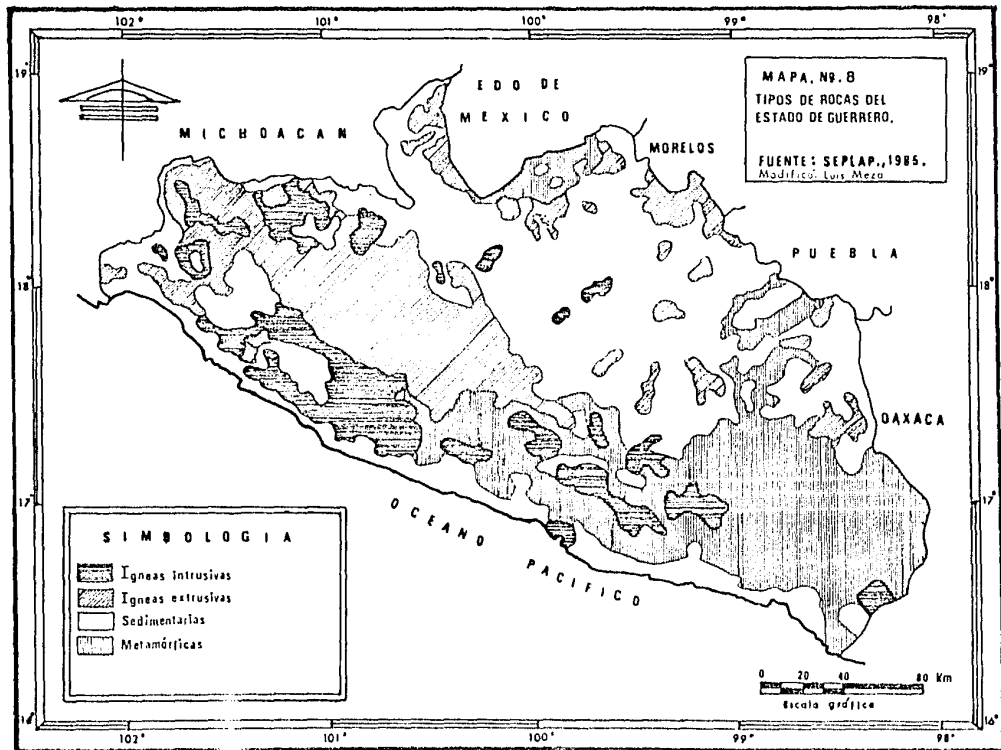 102° 101° 100° 99° 98°
19°
EDO DE
MEXICO
MICHOACAN
MORELOS
MAPA. Nº. 8
TIPOS DE ROCAS DEL
ESTADO DE GUERRERO.
FUENTE: SEPLAP., 1985.
Modifico: Luis Meza
PUEBLA
18° 18°
OAXACA
17° 17°
OCEANO PACIFICO
SIMBOLOGIA
Igneas intrusivas
Igneas extrusivas
Sedimentarias
Metamórficas
0 20 40 80 Km
Escala gráfica
16° 16°
102° 101° 100° 99° 98°